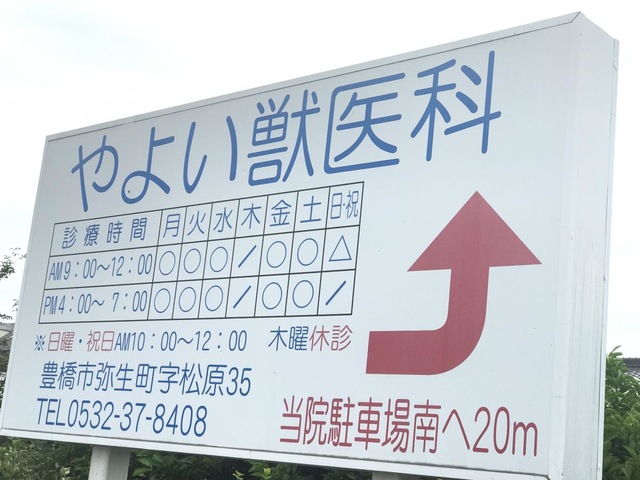 やよい獣医科
診療時間 月 火 水 木 金 土 日・祝
AM9：00～12：00 ○ ○ ○ / ○ ○ △
PM4：00～ 7：00 ○ ○ ○ / ○ ○ /
※日曜・祝日AM10：00～12：00 木曜休診
豊橋市弥生町字松原35
TEL0532-37-8408
当院駐車場南へ20m